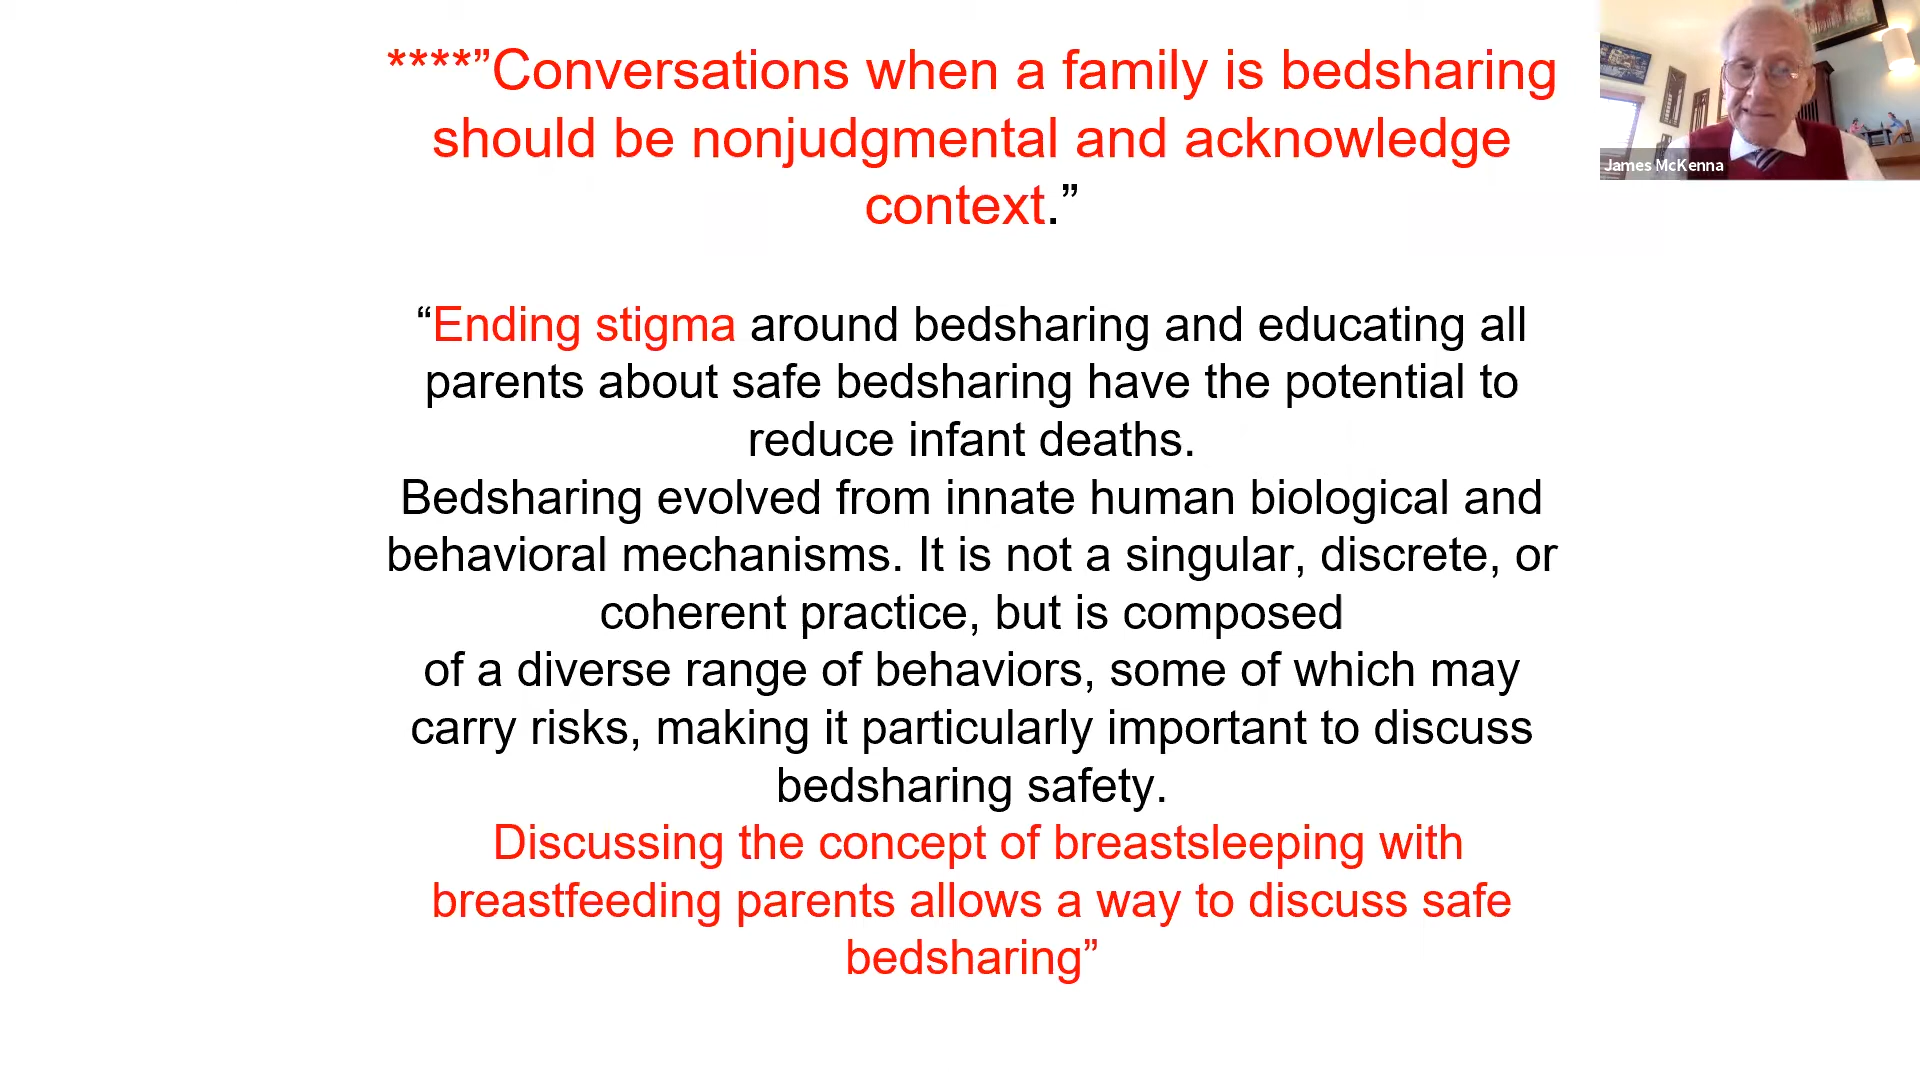 ****”Conversations when a family is bedsharing
should be nonjudgmental and acknowledge
context.”
James McKenna
“Ending stigma around bedsharing and educating all
parents about safe bedsharing have the potential to
reduce infant deaths.
Bedsharing evolved from innate human biological and
behavioral mechanisms. It is not a singular, discrete, or
coherent practice, but is composed
of a diverse range of behaviors, some of which may
carry risks, making it particularly important to discuss
bedsharing safety.
Discussing the concept of breastsleeping with
breastfeeding parents allows a way to discuss safe
bedsharing”